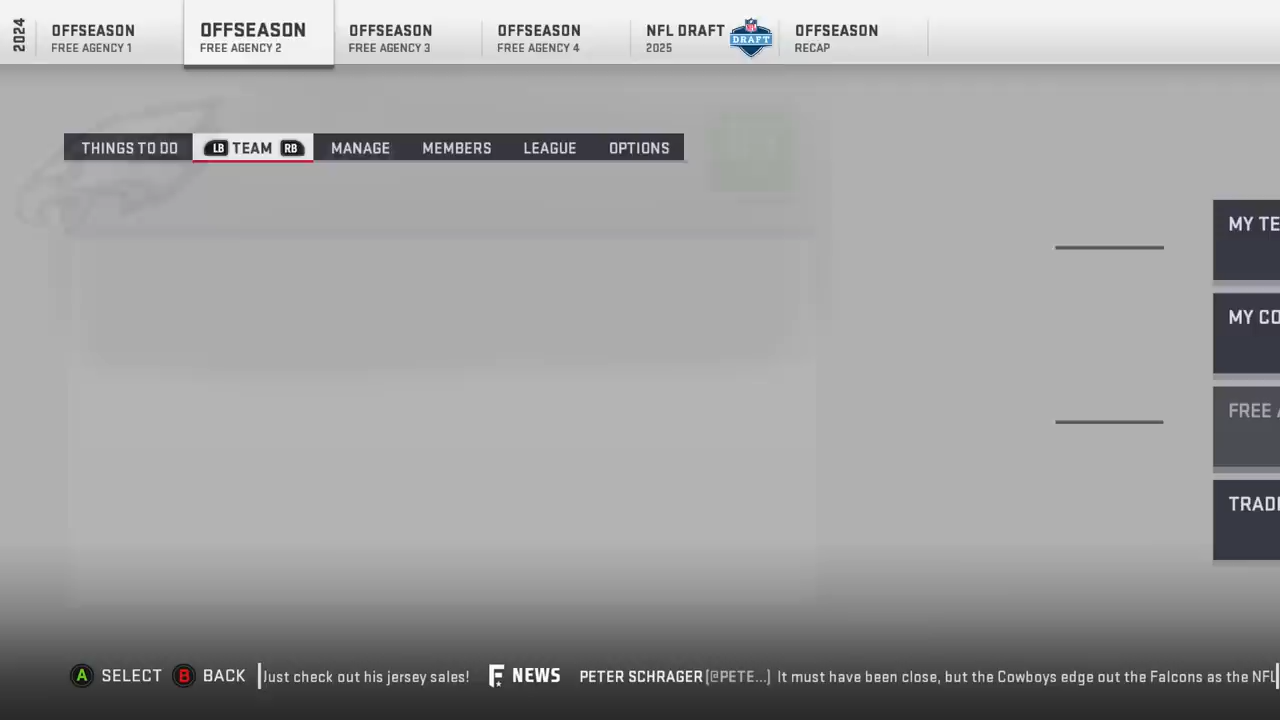 2024
OFFSEASON
FREE AGENCY 1
OFFSEASON
FREE AGENCY 2
OFFSEASON
FREE AGENCY 3
OFFSEASON
FREE AGENCY 4
NFL DRAFT
2025
NFL
DRAFT
OFFSEASON
RECAP
THINGS TO DO
LB TEAM RB
MANAGE
MEMBERS
LEAGUE
OPTIONS
MY TE
MY CO
FREE A
TRAD
A SELECT
B BACK
Just check out his jersey sales!
F NEWS
PETER SCHRAGER [@PETE...] It must have been close, but the Cowboys edge out the Falcons as the NFL